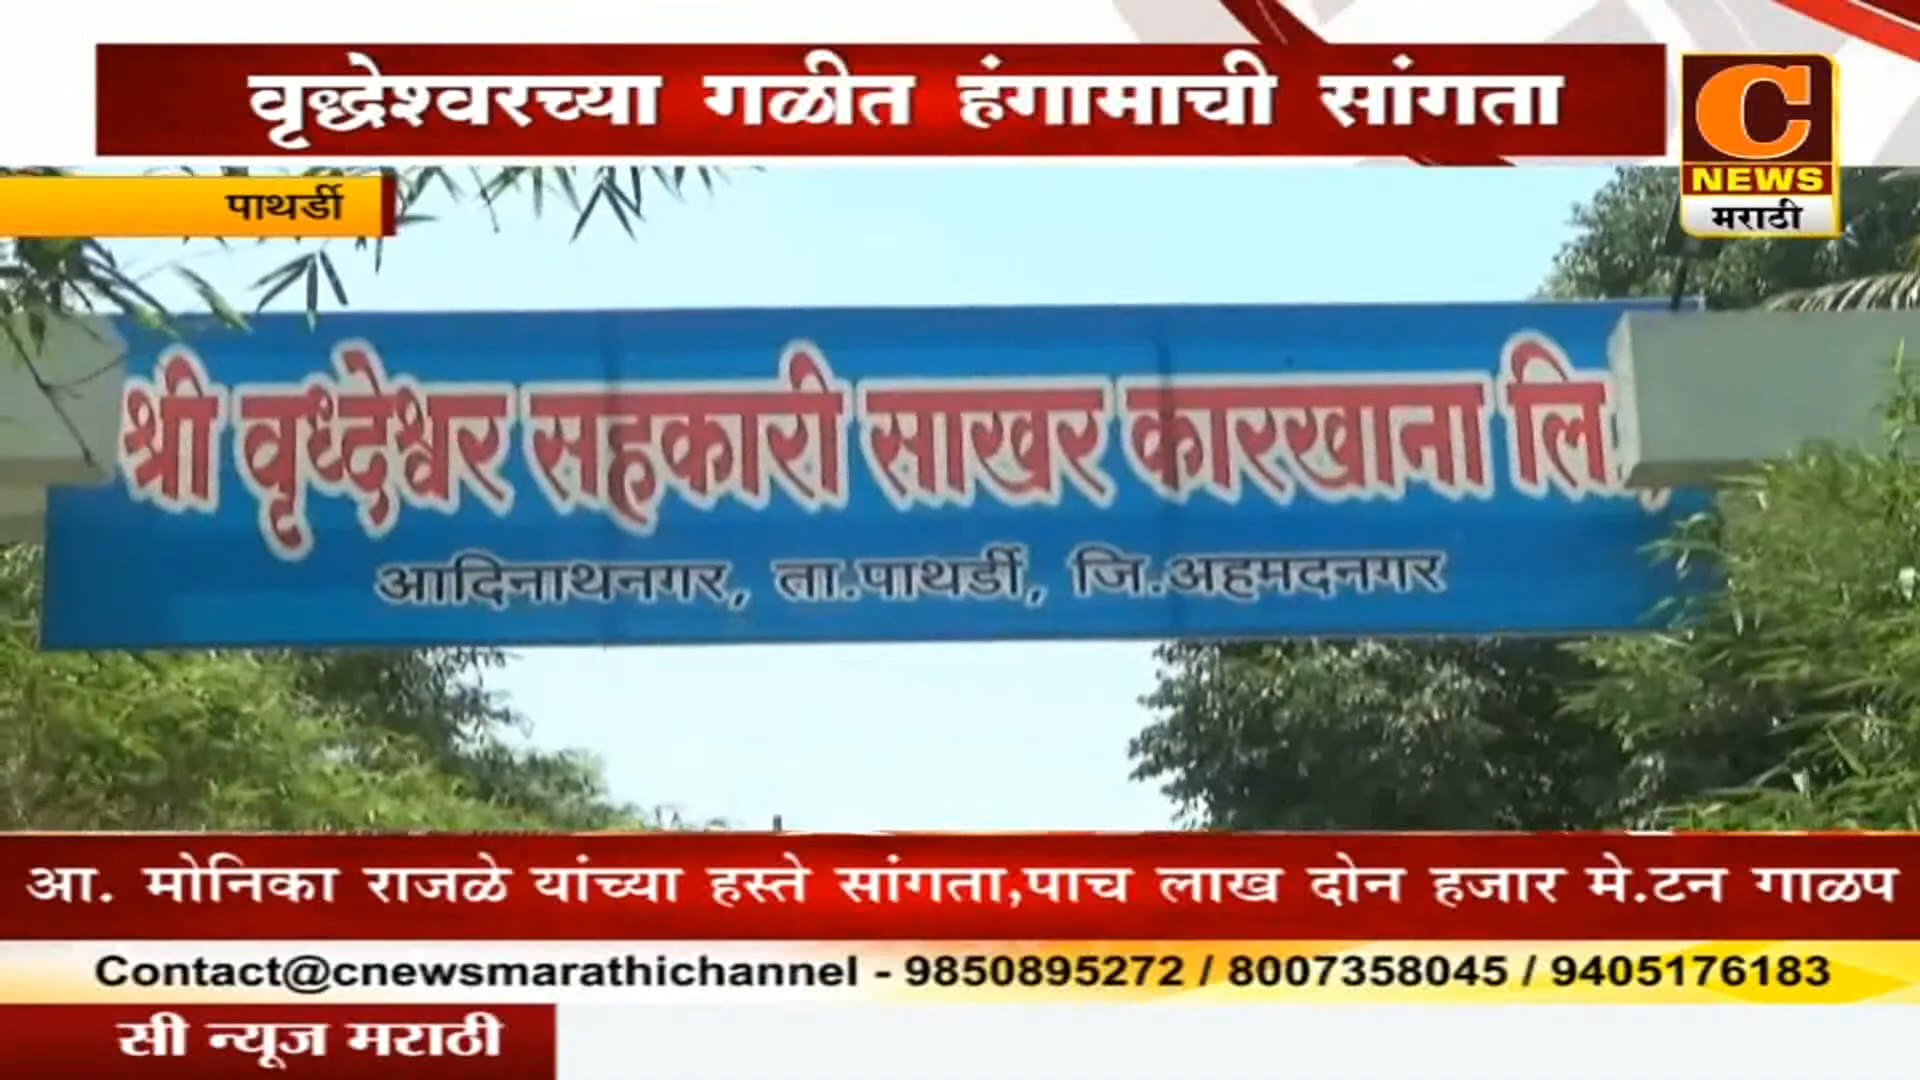 वृद्धेश्वरच्या गळीत हंगामाची सांगता
C
NEWS
मराठी
पाथर्डी
श्री वृध्देश्वर सहकारी साखर कारखाना लि.
आदिनाथनगर, ता.पाथर्डी, जि.अहमदनगर
आ. मोनिका राजळे यांच्या हस्ते सांगता,पाच लाख दोन हजार मे.टन गाळप
Contact@cnewsmarathichannel - 9850895272 / 8007358045 / 9405176183
सी न्यूज मराठी